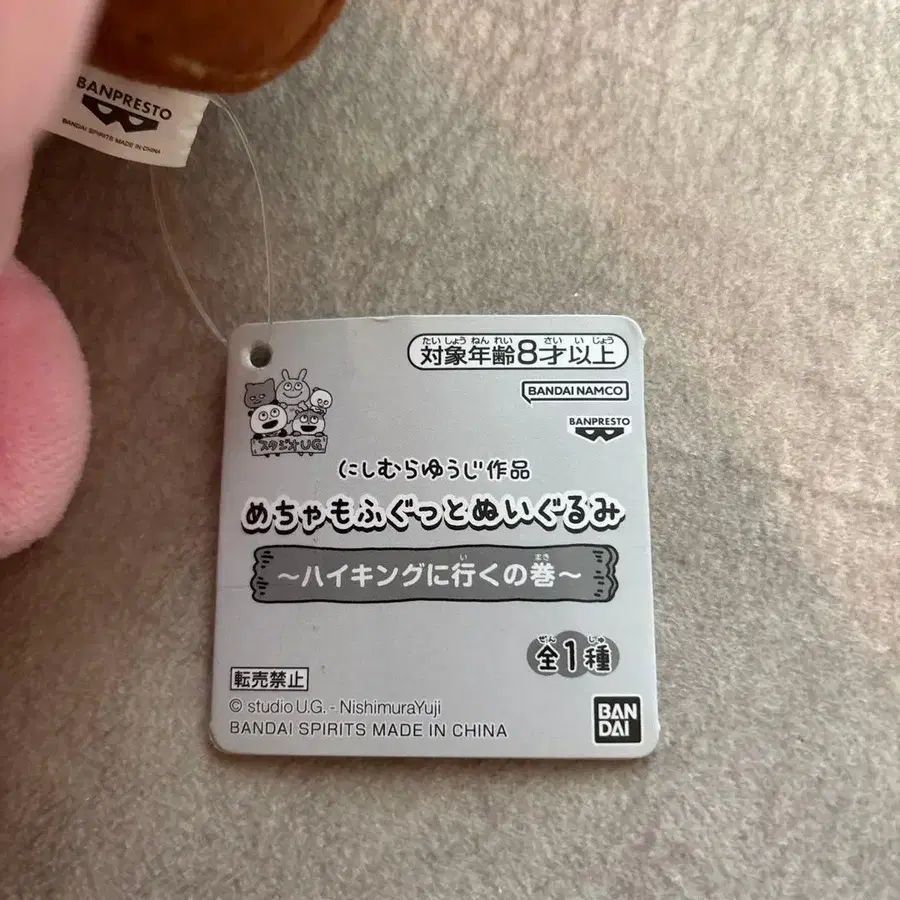 BANPRESTO
BANDAI SPIRITS MADE IN CHINA
たいしょうねんれい さい いじょう
対象年齢8才以上
BANDAI NAMCO
BANPRESTO
スタジオU.G.
にしむらゆうじ作品
めちゃもふぐっとぬいぐるみ
い まき
～ハイキングに行くの巻～
ぜん しゅ
全1種
転売禁止
© studio U.G. - NishimuraYuji
BANDAI SPIRITS MADE IN CHINA
BAN
DAI